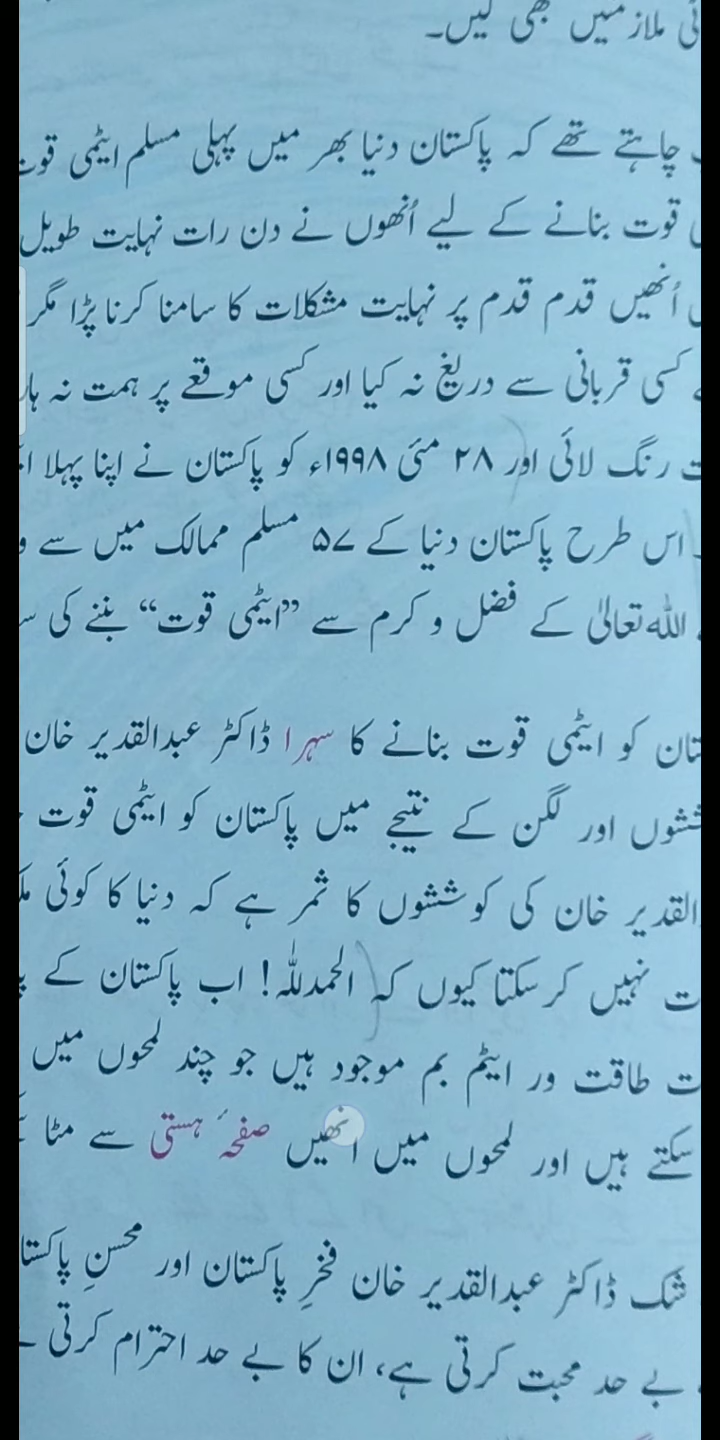 ملازمیں بھی لیں۔
چاہتے تھے کہ پاکستان دنیا بھر میں پہلی مسلم ایٹمی
قوت بنانے کے لیے اُنھوں نے دن رات نہایت طویل
اُنھیں قدم قدم پر نہایت مشکلات کا سامنا کرنا پڑا مگر
کسی قربانی سے دریغ نہ کیا اور کسی موقعے پر ہمت نہ
رنگ لائی اور ۲۸ مئی ۱۹۹۸ء کو پاکستان نے اپنا پہلا
اس طرح پاکستان دنیا کے ۵۷ مسلم ممالک میں سے
اللہ تعالیٰ کے فضل و کرم سے ”ایٹمی قوت“ بننے کی
کو ایٹمی قوت بنانے کا سہرا ڈاکٹر عبدالقدیر خان
اور لگن کے نتیجے میں پاکستان کو ایٹمی قوت
القدیر خان کی کوششوں کا ثمر ہے کہ دنیا کا کوئی
نہیں کر سکتا کیوں کہ الحمدللہ! اب پاکستان کے
طاقت ور ایٹم بم موجود ہیں جو چند لمحوں میں
سکتے ہیں اور لمحوں میں انھیں صفحۂ ہستی سے مٹا
شک ڈاکٹر عبدالقدیر خان فخرِ پاکستان اور محسنِ
بے حد محبت کرتی ہے، ان کا بے حد احترام کرتی